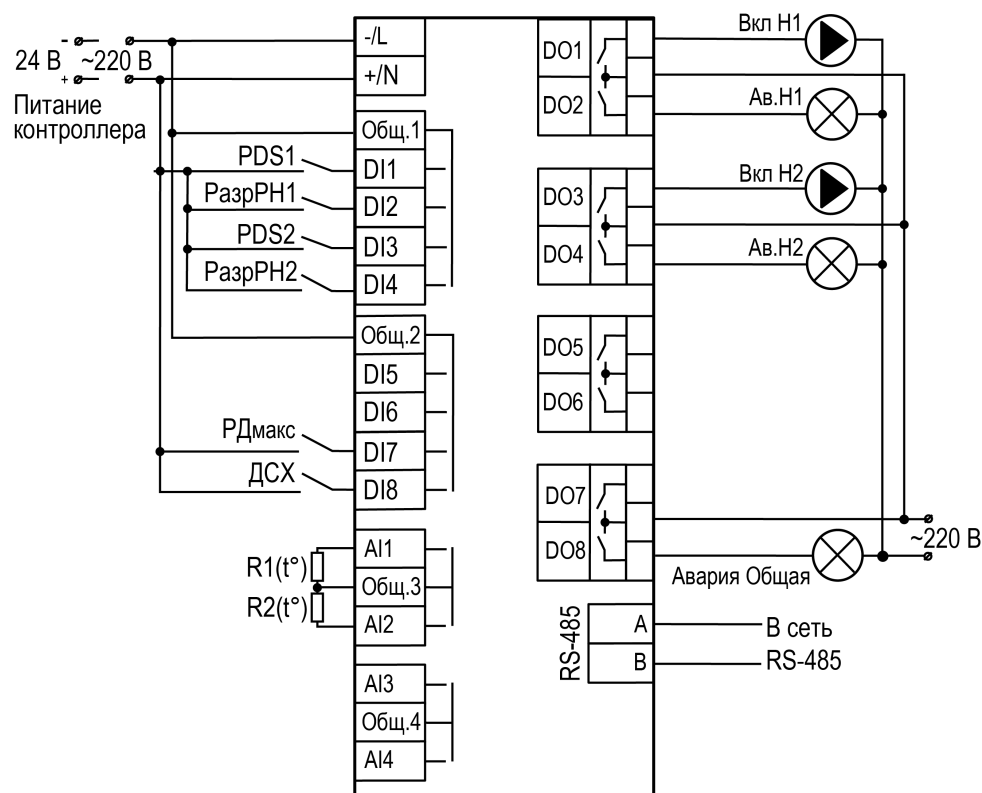 - 
24 В ~220 В
+
Питание
контроллера
PDS1
РазрРН1
PDS2
РазрРН2
РДмакс
ДСХ
R1(t°)
R2(t°)
-/L
+/N
Общ.1
DI1
DI2
DI3
DI4
Общ.2
DI5
DI6
DI7
DI8
AI1
Общ.3
AI2
AI3
Общ.4
AI4
DO1
DO2
DO3
DO4
DO5
DO6
DO7
DO8
RS-485
A
B
Вкл Н1
Ав.Н1
Вкл Н2
Ав.Н2
~220 В
Авария Общая
В сеть
RS-485